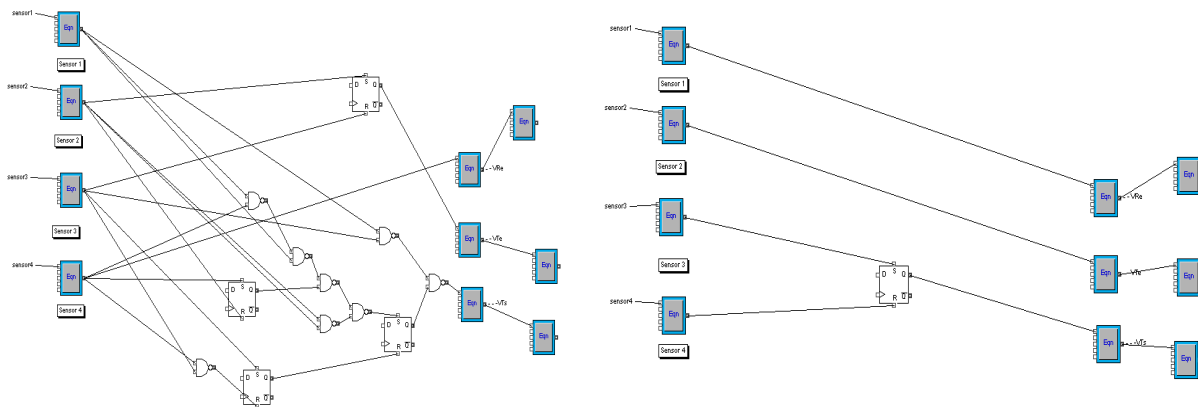 sensor1
Eqn
Sensor 1
sensor2
Eqn
Sensor 2
sensor3
Eqn
Sensor 3
sensor4
Eqn
Sensor 4
D S Q
R Q
Eqn
Eqn
VRe
Eqn
VTe
Eqn
Eqn
VTs
Eqn
D S Q
R Q
D S Q
R Q
D S Q
R Q
sensor1
Eqn
Sensor 1
sensor2
Eqn
Sensor 2
sensor3
Eqn
Sensor 3
sensor4
Eqn
Sensor 4
D S Q
R Q
Eqn
VRe
Eqn
Eqn
VTe
Eqn
Eqn
VTs
Eqn